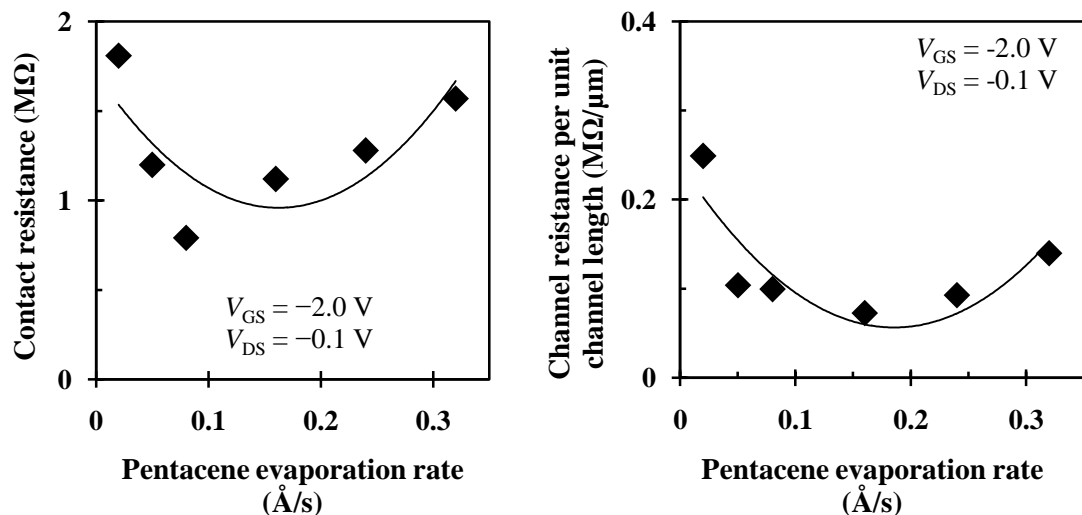 Contact resistance (MΩ)
2
1
0
V_GS = −2.0 V
V_DS = −0.1 V
0
0.1
0.2
0.3
Pentacene evaporation rate
(Å/s)
Channel reistance per unit
channel length (MΩ/µm)
0.4
0.2
0
V_GS = -2.0 V
V_DS = -0.1 V
0
0.1
0.2
0.3
Pentacene evaporation rate
(Å/s)